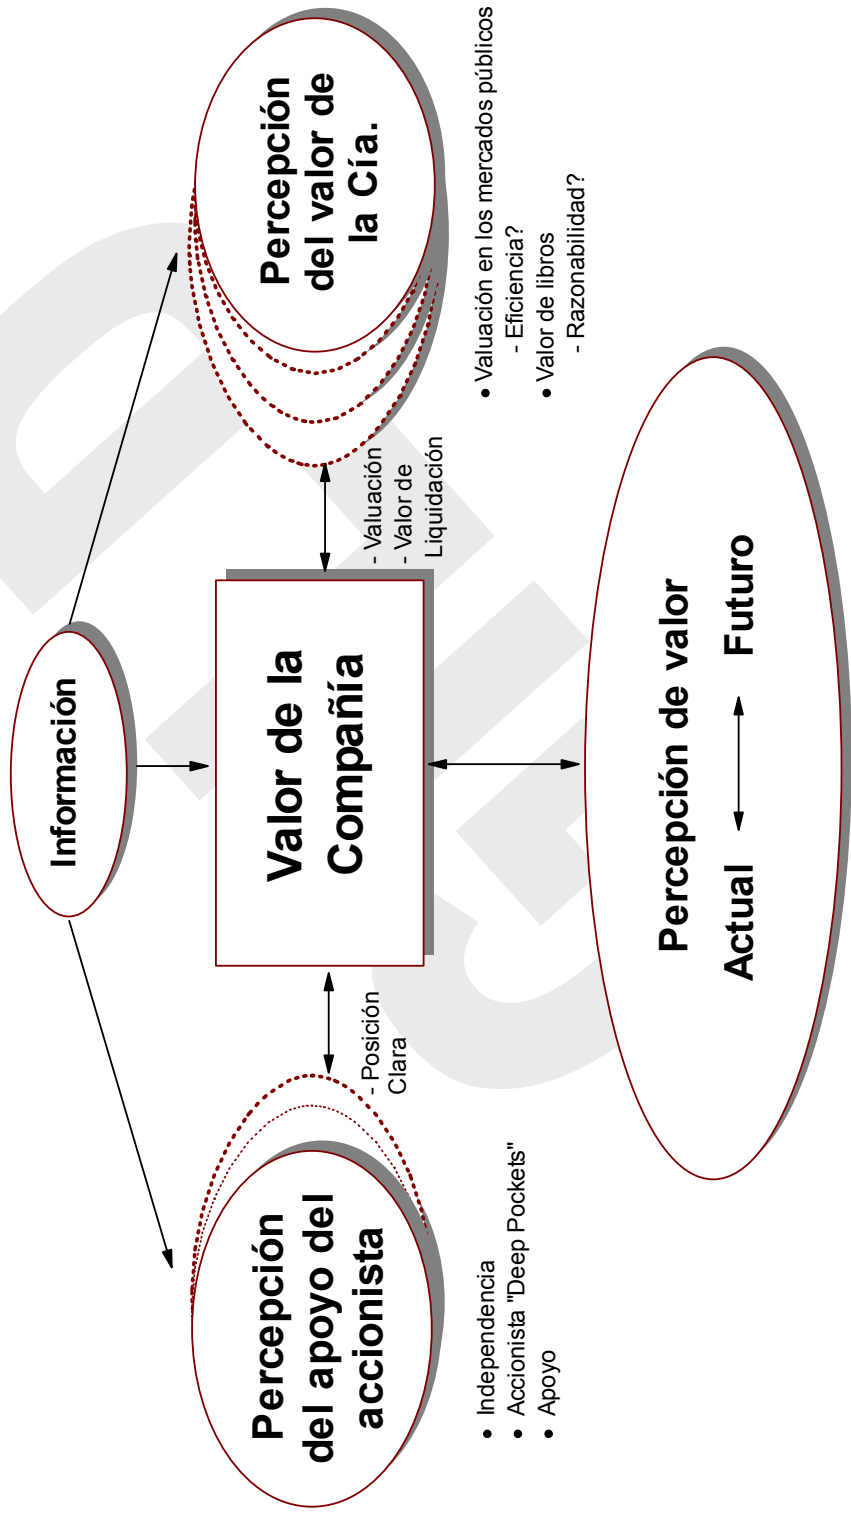 Información
Percepción
del apoyo del
accionista
- Posición
Clara
Valor de la
Compañía
- Valuación
- Valor de
Liquidación
Percepción
del valor de
la Cía.
• Independencia
• Accionista "Deep Pockets"
• Apoyo
• Valuación en los mercados públicos
- Eficiencia?
• Valor de libros
- Razonabilidad?
Percepción de valor
Actual Futuro